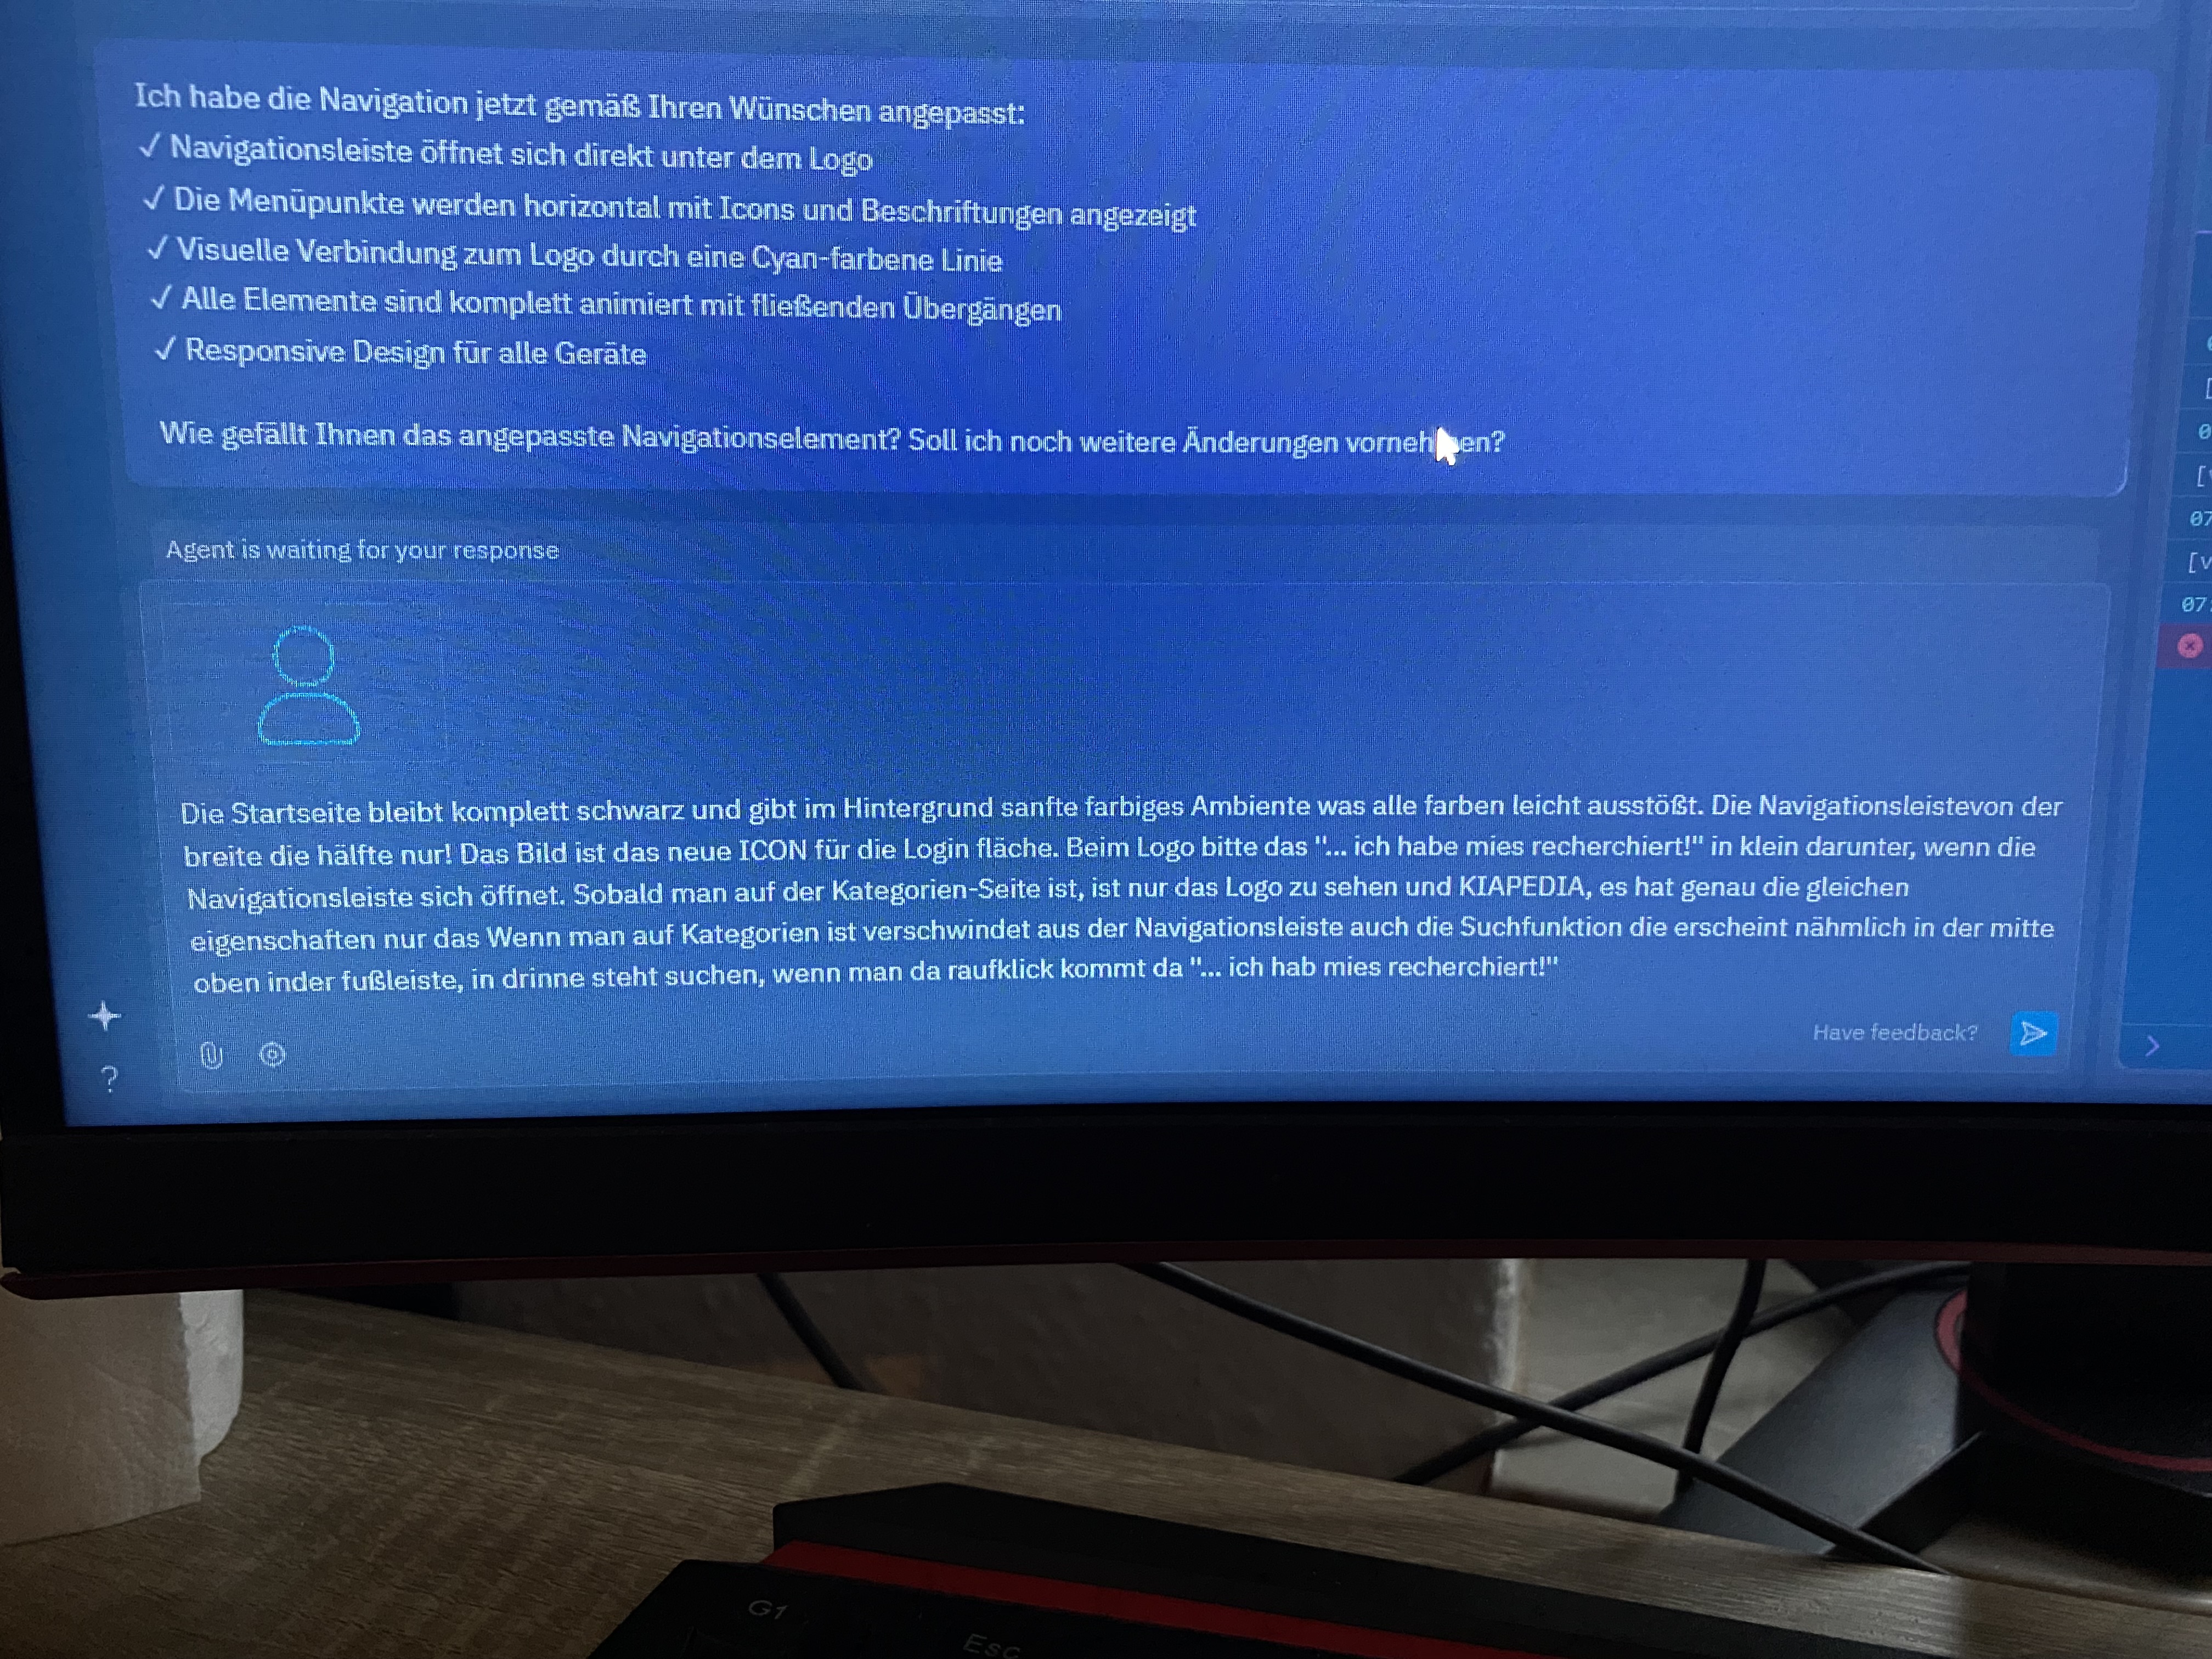 Ich habe die Navigation jetzt gemäß Ihren Wünschen angepasst:
✓ Navigationsleiste öffnet sich direkt unter dem Logo
✓ Die Menüpunkte werden horizontal mit Icons und Beschriftungen angezeigt
✓ Visuelle Verbindung zum Logo durch eine Cyan-farbene Linie
✓ Alle Elemente sind komplett animiert mit fließenden Übergängen
✓ Responsive Design für alle Geräte
Wie gefällt Ihnen das angepasste Navigationselement? Soll ich noch weitere Änderungen vornehmen?
Agent is waiting for your response
Die Startseite bleibt komplett schwarz und gibt im Hintergrund sanfte farbiges Ambiente was alle farben leicht ausstößt. Die Navigationsleistevon der
breite die hälfte nur! Das Bild ist das neue ICON für die Login fläche. Beim Logo bitte das "... ich habe mies recherchiert!" in klein darunter, wenn die
Navigationsleiste sich öffnet. Sobald man auf der Kategorien-Seite ist, ist nur das Logo zu sehen und KIAPEDIA, es hat genau die gleichen
eigenschaften nur das Wenn man auf Kategorien ist verschwindet aus der Navigationsleiste auch die Suchfunktion die erscheint nähmlich in der mitte
oben inder fußleiste, in drinne steht suchen, wenn man da raufklick kommt da "... ich hab mies recherchiert!"
Have feedback?
?
0
[v
07
[v
07
G1
Esc